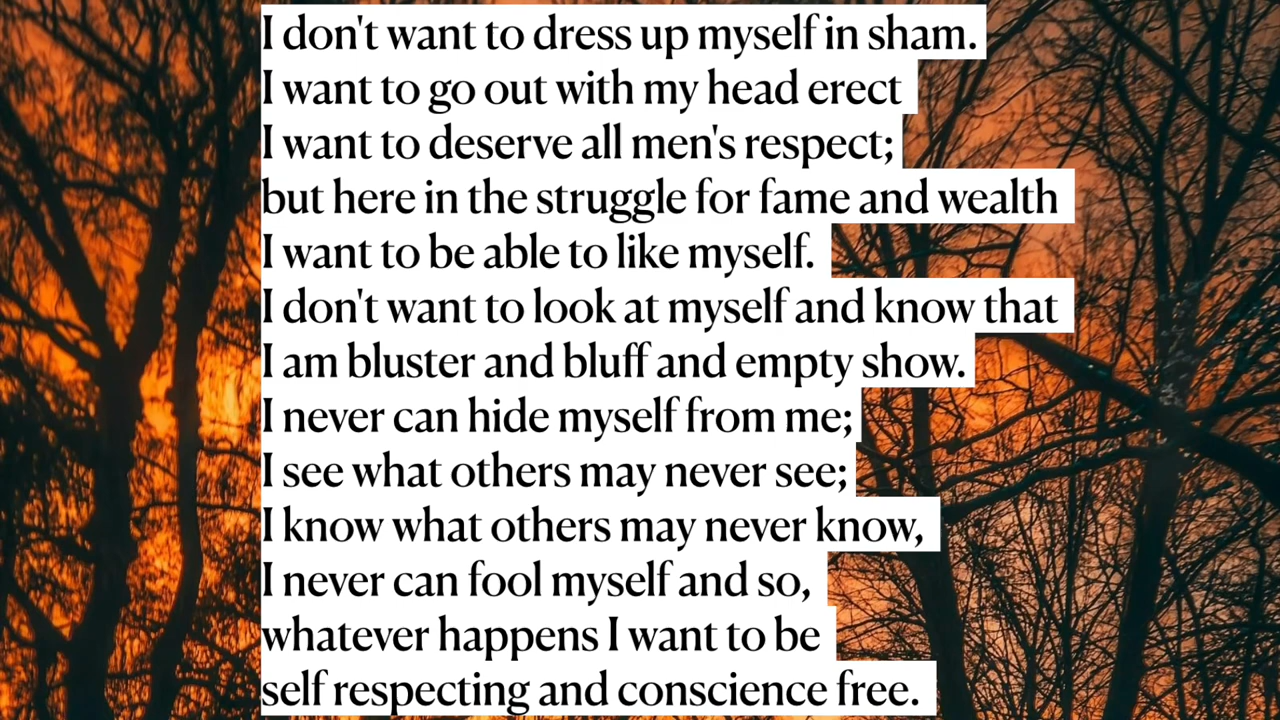 I don't want to dress up myself in sham.
I want to go out with my head erect
I want to deserve all men's respect;
but here in the struggle for fame and wealth
I want to be able to like myself.
I don't want to look at myself and know that
I am bluster and bluff and empty show.
I never can hide myself from me;
I see what others may never see;
I know what others may never know,
I never can fool myself and so,
whatever happens I want to be
self respecting and conscience free.